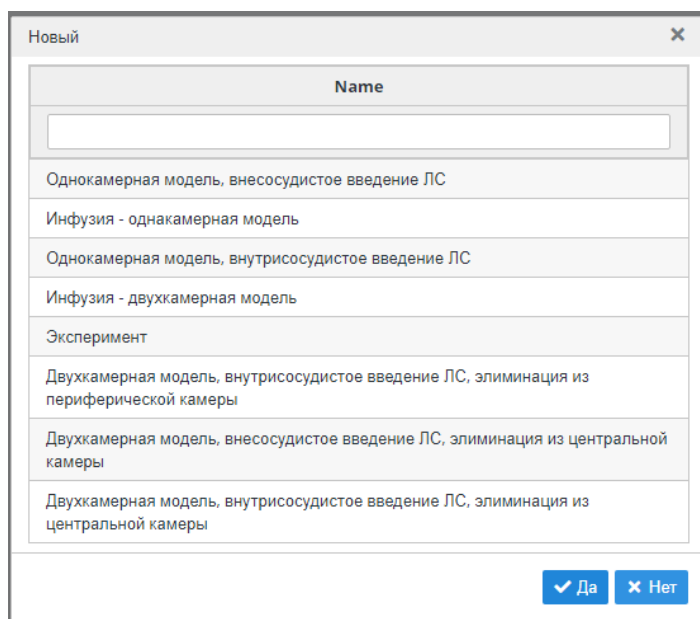 Новый
Name
Однокамерная модель, внесосудистое введение ЛС
Инфузия - однакамерная модель
Однокамерная модель, внутрисосудистое введение ЛС
Инфузия - двухкамерная модель
Эксперимент
Двухкамерная модель, внутрисосудистое введение ЛС, элиминация из
периферической камеры
Двухкамерная модель, внесосудистое введение ЛС, элиминация из центральной
камеры
Двухкамерная модель, внутрисосудистое введение ЛС, элиминация из
центральной камеры
Да Нет